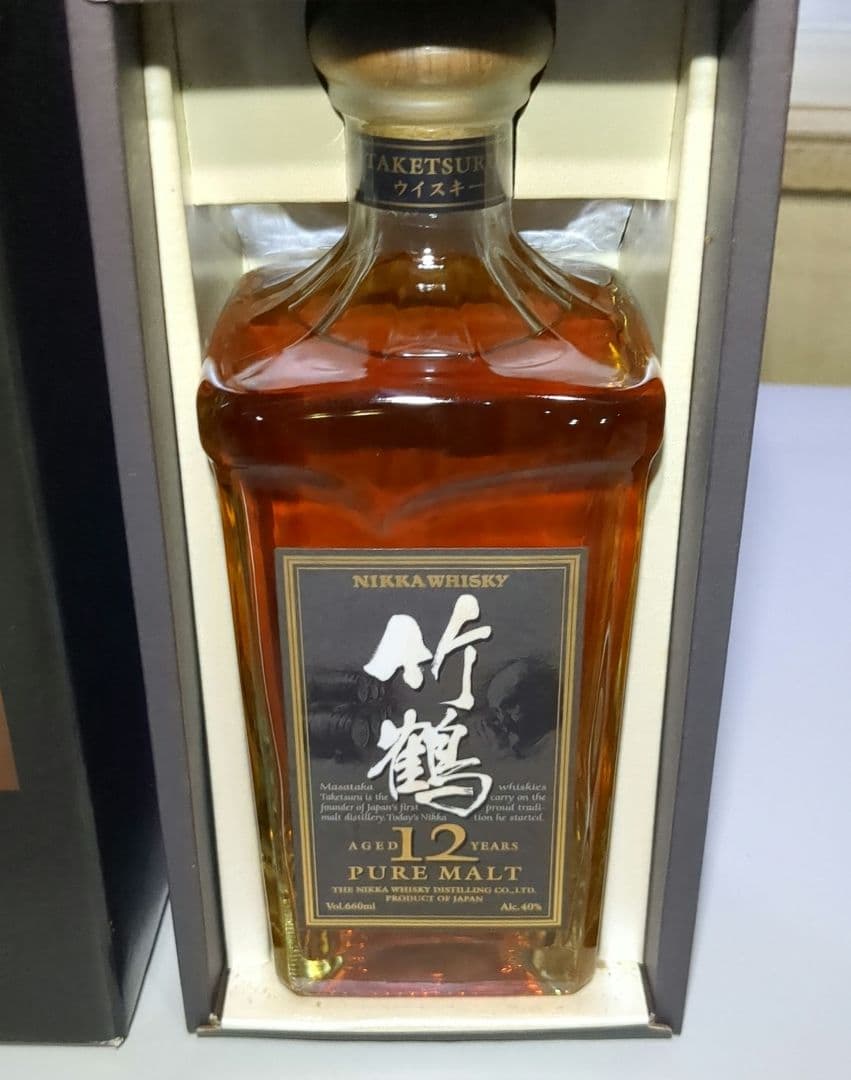 TAKETSUR
ウイスキー
NIKKA WHISKY
竹鶴
Masataka whiskies
Taketsuru is the carry on the
founder of Japan's first proud tradi-
malt distillery. Today's Nikka tion he started.
AGED 12 YEARS
PURE MALT
THE NIKKA WHISKY DISTILLING CO., LTD.
PRODUCT OF JAPAN
Vol.660ml Alc.40%